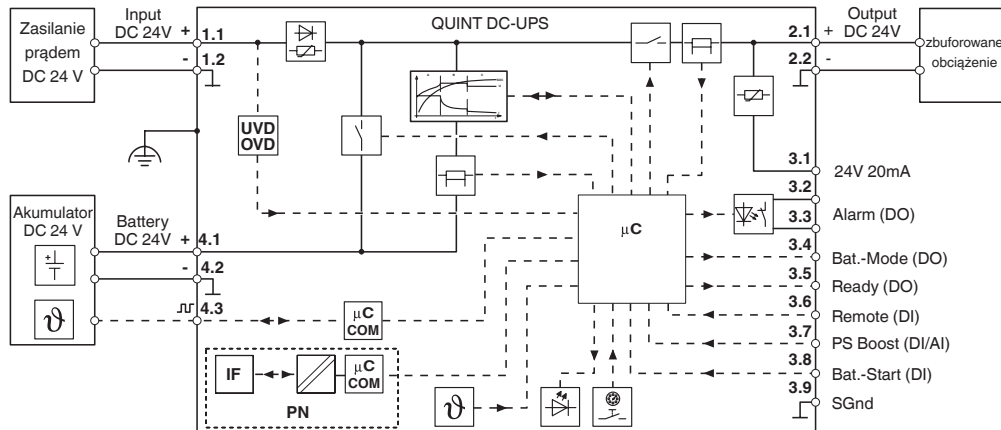 QUINT DC-UPS
Zasilanie
prądem
DC 24 V
Input
DC 24V
+
1.1
-
1.2
UVD
OVD
Akumulator
DC 24 V
+
ϑ
Battery
DC 24V
+
4.1
-
4.2
4.3
µC
COM
IF
µC
COM
PN
ϑ
µC
Output
DC 24V
2.1
+
2.2
-
zbuforowane
obciążenie
3.1
24V 20mA
3.2
3.3
Alarm (DO)
3.4
Bat.-Mode (DO)
3.5
Ready (DO)
3.6
Remote (DI)
3.7
PS Boost (DI/AI)
3.8
Bat.-Start (DI)
3.9
SGnd